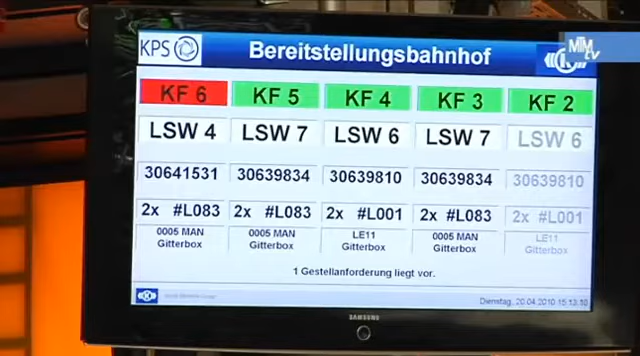 KPS Bereitstellungsbahnhof
MTM tv
KF 6 KF 5 KF 4 KF 3 KF 2
LSW 4 LSW 7 LSW 6 LSW 7 LSW 6
30641531 30639834 30639810 30639834 30639810
2x #L083 2x #L083 2x #L001 2x #L083 2x #L001
0005 MAN 0005 MAN LE11 0005 MAN LE11
Gitterbox Gitterbox Gitterbox Gitterbox Gitterbox
1 Gestellanforderung liegt vor.
Dienstag, 20.04.2010 15:13:10
SAMSUNG